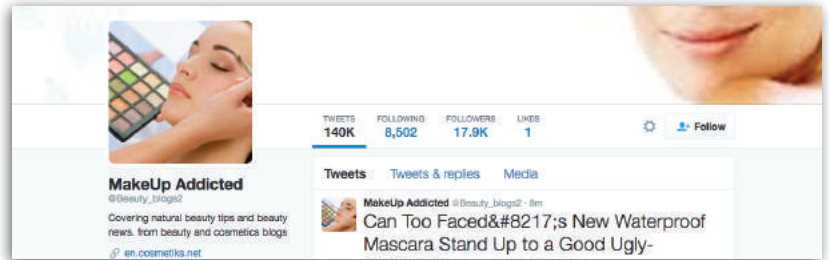 TWEETS FOLLOWING FOLLOWERS LIKES
140K 8,502 17.9K 1
Follow
MakeUp Addicted
@Beauty_blogs2
Covering natural beauty tips and beauty
news. from beauty and cosmetics blogs
en.cosmetiks.net
Tweets Tweets & replies Media
MakeUp Addicted @Beauty_blogs2 · 8m
Can Too Faced&#8217;s New Waterproof
Mascara Stand Up to a Good Ugly-